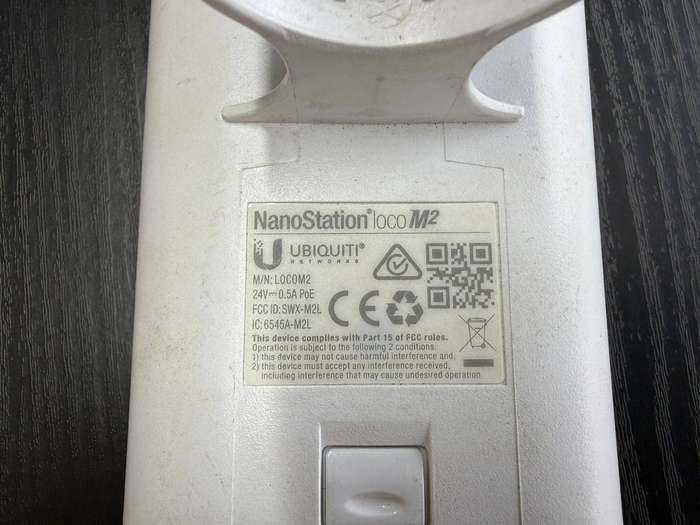 NanoStation® loco M2
UBIQUITI®
NETWORKS
M/N: LOCOM2
24V⎓0.5A PoE
FCC ID: SWX-M2L
IC: 6545A-M2L
CE
This device complies with Part 15 of FCC rules.
Operation is subject to the following 2 conditions.
1) this device may not cause harmful interference and,
2) this device must accept any interference received,
including interference that may cause undesired operation